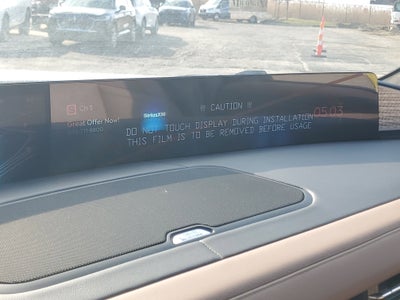 !!! CAUTION !!!
DO NOT TOUCH DISPLAY DURING INSTALLATION
THIS FILM IS TO BE REMOVED BEFORE USAGE
Ch 1
Great Offer Now!
SiriusXM
05:03